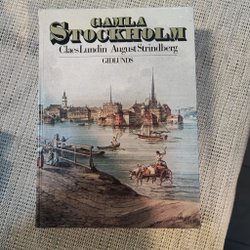 GAMLA
STOCKHOLM
Claes Lundin August Strindberg
GIDLUNDS